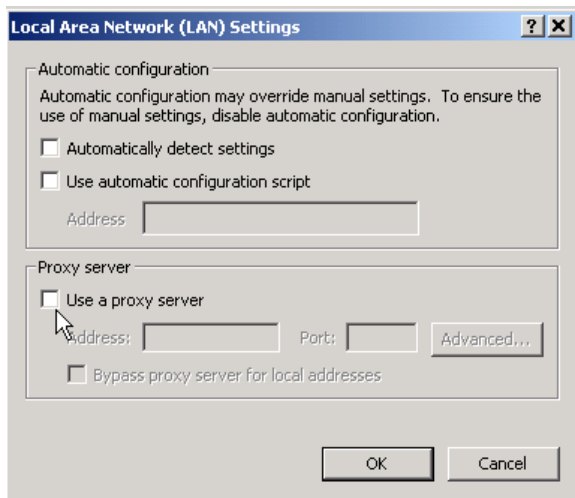 Local Area Network (LAN) Settings
Automatic configuration
Automatic configuration may override manual settings. To ensure the
use of manual settings, disable automatic configuration.
Automatically detect settings
Use automatic configuration script
Address
Proxy server
Use a proxy server
Address: Port: Advanced...
Bypass proxy server for local addresses
OK Cancel